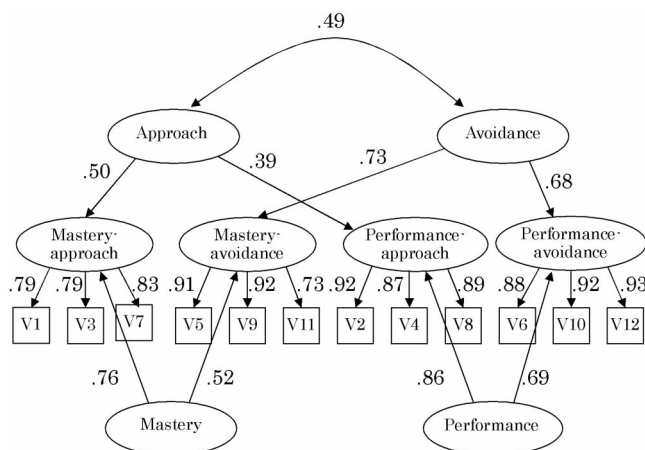 .49
Approach
Avoidance
.50
.39
.73
.68
Mastery-
approach
Mastery-
avoidance
Performance-
approach
Performance-
avoidance
.79 .79 .83 .91 .92 .73 .92 .87 .89 .88 .92 .93
V1 V3 V7 V5 V9 V11 V2 V4 V8 V6 V10 V12
.76 .52 .86 .69
Mastery
Performance